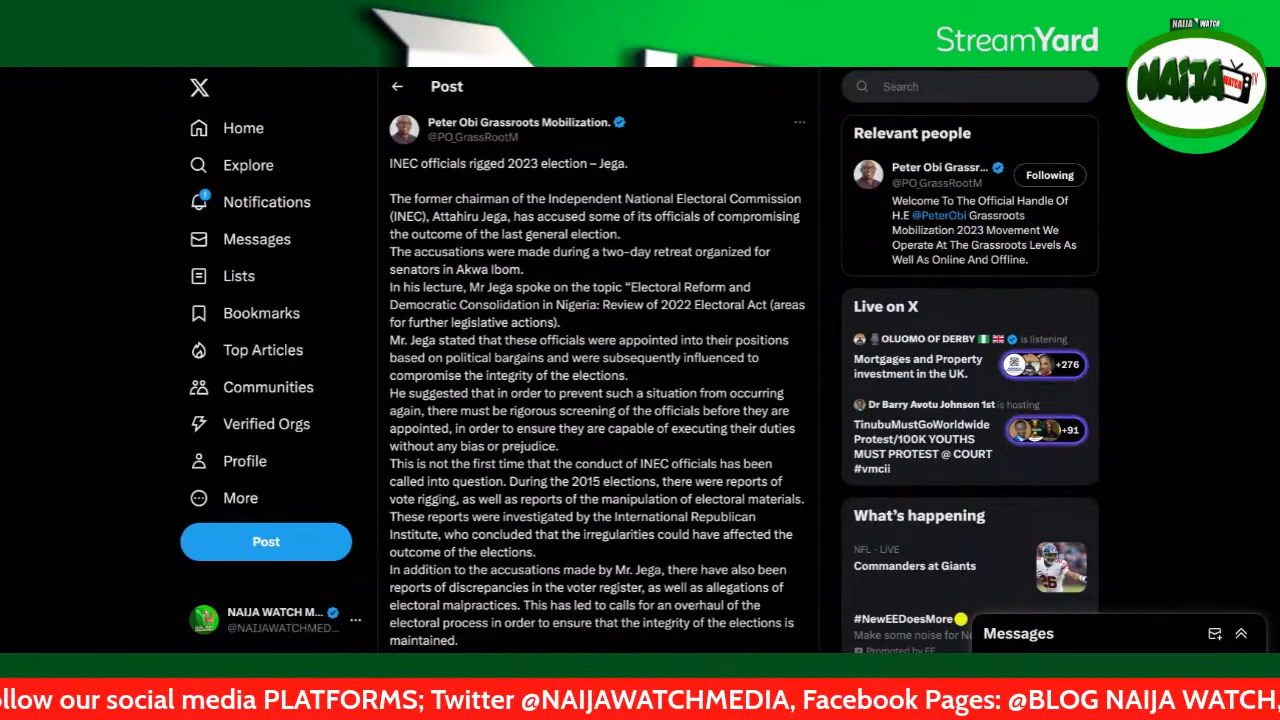 StreamYard
NAIJA WATCH
NAIJA
WATCH
TV
Home
Explore
1
Notifications
Messages
Lists
Bookmarks
Top Articles
Communities
Verified Orgs
Profile
More
Post
NAIJA WATCH M...
@NAIJAWATCHMED...
Post
Peter Obi Grassroots Mobilization.
@PO_GrassRootM
INEC officials rigged 2023 election – Jega.
The former chairman of the Independent National Electoral Commission
(INEC), Attahiru Jega, has accused some of its officials of compromising
the outcome of the last general election.
The accusations were made during a two-day retreat organized for
senators in Akwa Ibom.
In his lecture, Mr Jega spoke on the topic “Electoral Reform and
Democratic Consolidation in Nigeria: Review of 2022 Electoral Act (areas
for further legislative actions).
Mr. Jega stated that these officials were appointed into their positions
based on political bargains and were subsequently influenced to
compromise the integrity of the elections.
He suggested that in order to prevent such a situation from occurring
again, there must be rigorous screening of the officials before they are
appointed, in order to ensure they are capable of executing their duties
without any bias or prejudice.
This is not the first time that the conduct of INEC officials has been
called into question. During the 2015 elections, there were reports of
vote rigging, as well as reports of the manipulation of electoral materials.
These reports were investigated by the International Republican
Institute, who concluded that the irregularities could have affected the
outcome of the elections.
In addition to the accusations made by Mr. Jega, there have also been
reports of discrepancies in the voter register, as well as allegations of
electoral malpractices. This has led to calls for an overhaul of the
electoral process in order to ensure that the integrity of the elections is
maintained.
Search
Relevant people
Peter Obi Grassr...
@PO_GrassRootM
Following
Welcome To The Official Handle Of
H.E @PeterObi Grassroots
Mobilization 2023 Movement We
Operate At The Grassroots Levels As
Well As Online And Offline.
Live on X
OLUOMO OF DERBY is listening
Mortgages and Property
investment in the UK.
+276
Dr Barry Avotu Johnson 1st is hosting
TinubuMustGoWorldwide
Protest/100K YOUTHS
MUST PROTEST @ COURT
#vmcii
+91
What’s happening
NFL · LIVE
Commanders at Giants
#NewEEDoesMore
Make some noise for Ne
Promoted by EE
Messages
ollow our social media PLATFORMS; Twitter @NAIJAWATCHMEDIA, Facebook Pages: @BLOG NAIJA WATCH,